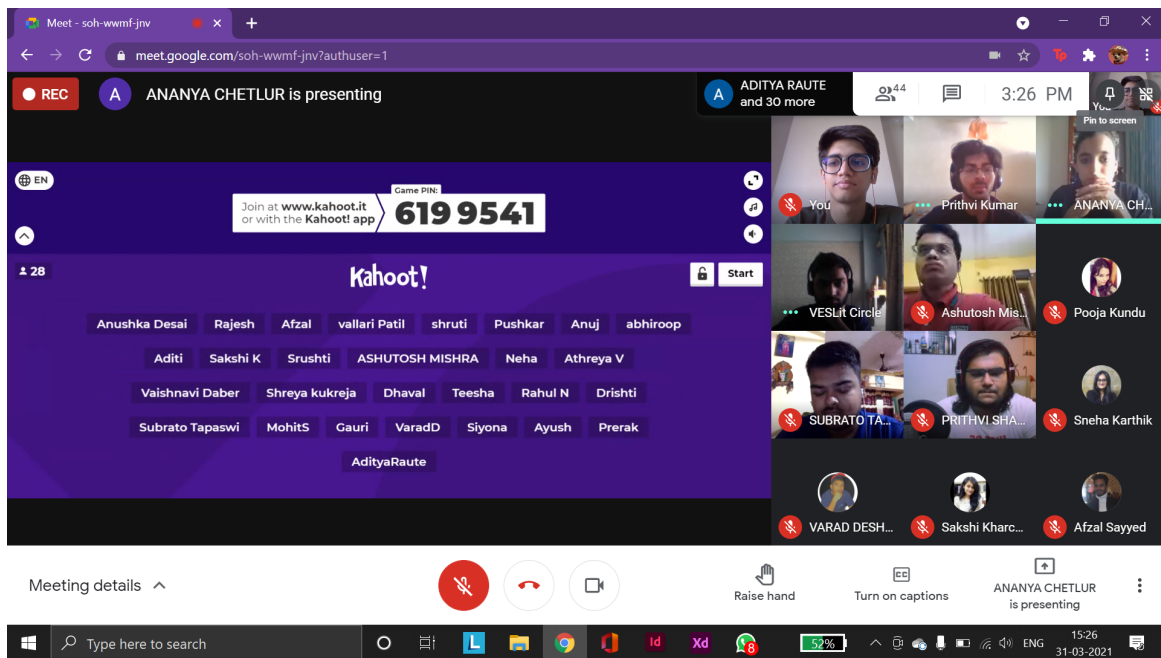 Meet - soh-wwmf-jnv
meet.google.com/soh-wwmf-jnv?authuser=1
REC
A
ANANYA CHETLUR is presenting
A
ADITYA RAUTE
and 30 more
44
3:26 PM
You
Pin to screen
EN
Join at www.kahoot.it
or with the Kahoot! app
Game PIN:
619 9541
28
Kahoot!
Start
Anushka Desai Rajesh Afzal vallari Patil shruti Pushkar Anuj abhiroop
Aditi Sakshi K Srushti ASHUTOSH MISHRA Neha Athreya V
Vaishnavi Daber Shreya kukreja Dhaval Teesha Rahul N Drishti
Subrato Tapaswi MohitS Gauri VaradD Siyona Ayush Prerak
AdityaRaute
You Prithvi Kumar ANANYA CH...
VESLit Circle Ashutosh Mis... Pooja Kundu
SUBRATO TA... PRITHVI SHA... Sneha Karthik
VARAD DESH... Sakshi Kharc... Afzal Sayyed
Meeting details
Raise hand
CC
Turn on captions
ANANYA CHETLUR
is presenting
Type here to search
L
Id
Xd
8
52%
ENG
15:26
31-03-2021